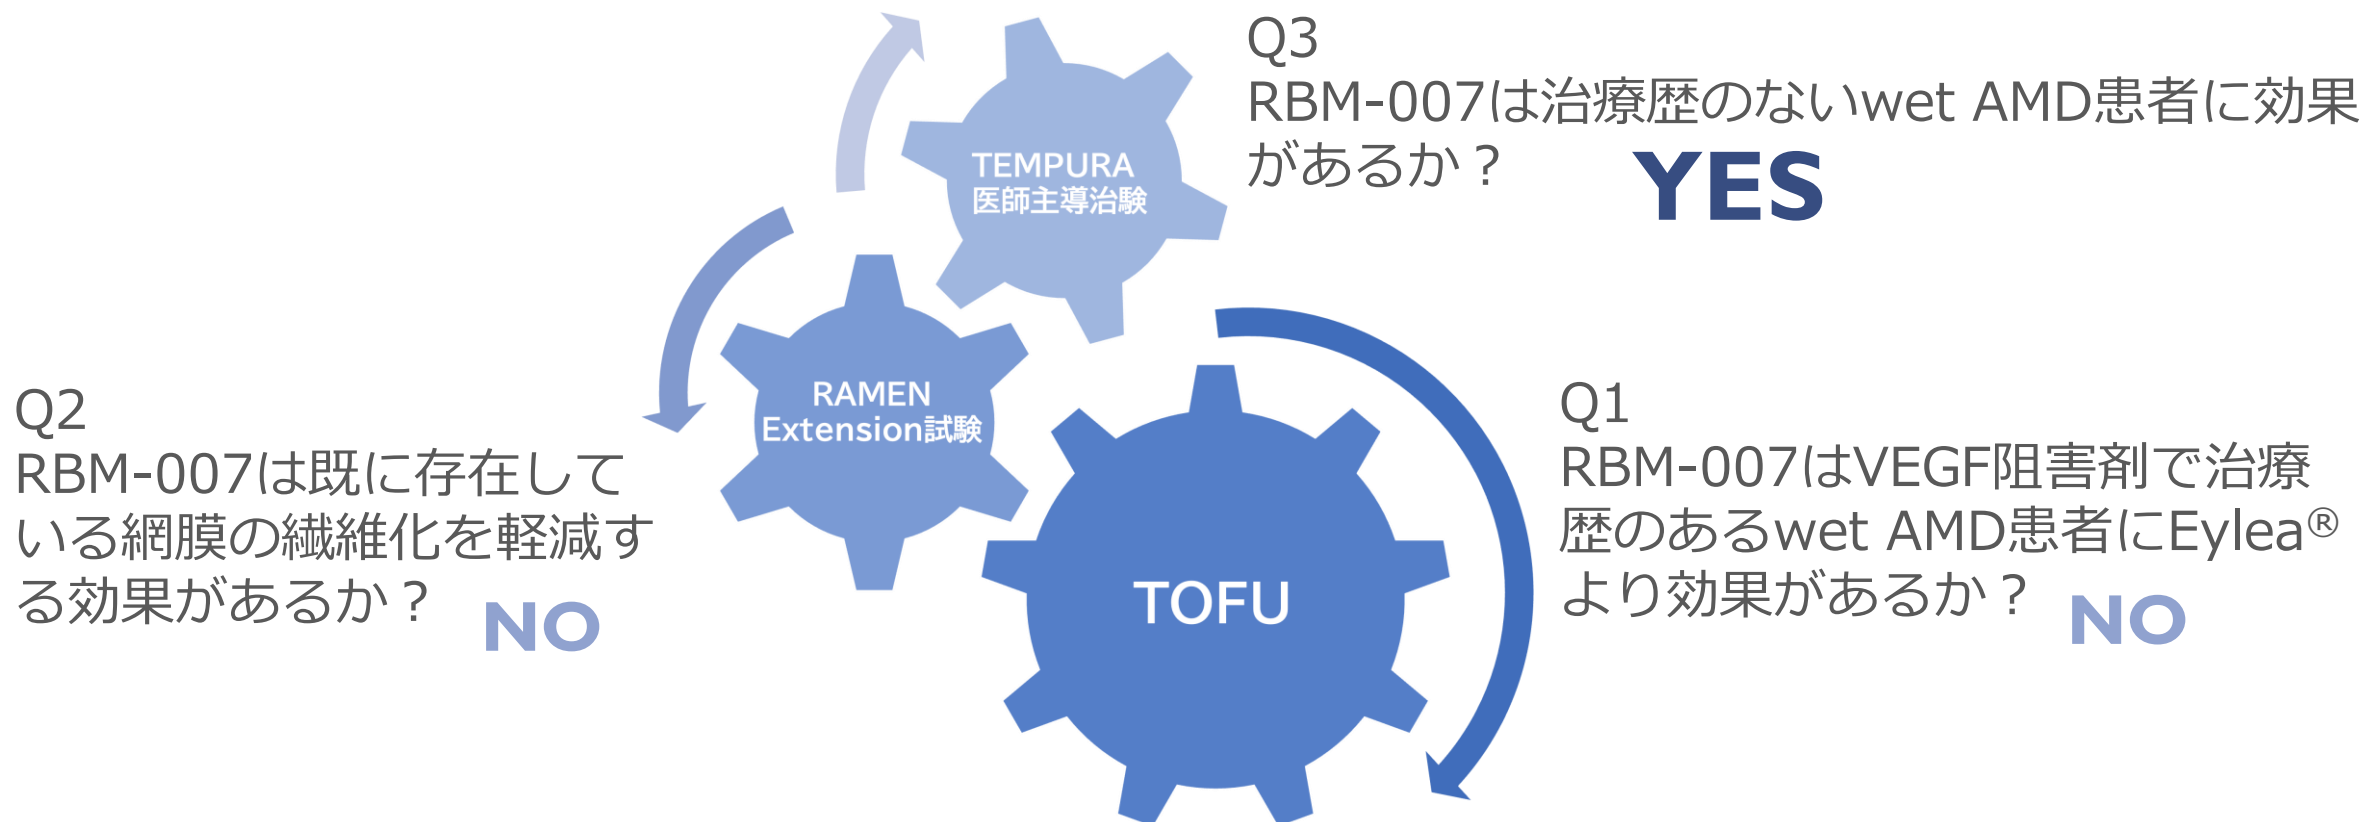 Q3
RBM-007は治療歴のないwet AMD患者に効果
があるか？
YES
TEMPURA
医師主導治験
RAMEN
Extension試験
Q2
RBM-007は既に存在して
いる網膜の繊維化を軽減す
る効果があるか？
NO
TOFU
Q1
RBM-007はVEGF阻害剤で治療
歴のあるwet AMD患者にEylea®
より効果があるか？
NO